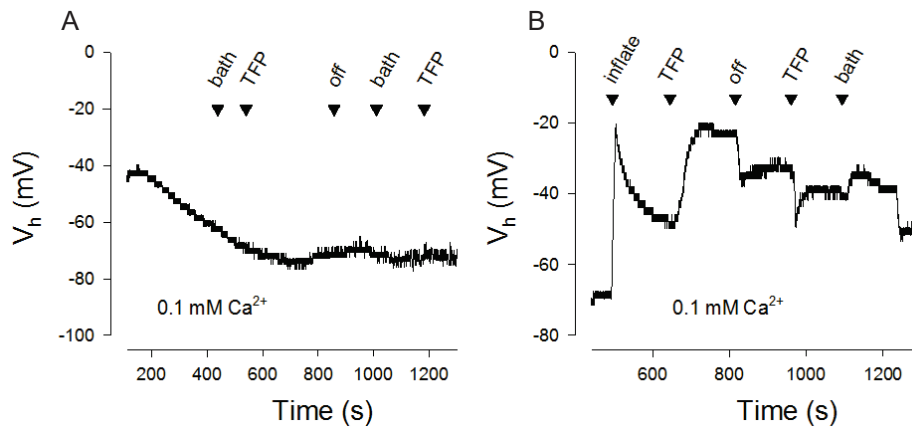 A
0
-20
-40
-60
-80
-100
V_h (mV)
bath
TFP
off
bath
TFP
0.1 mM Ca²⁺
200 400 600 800 1000 1200
Time (s)
B
0
-20
-40
-60
-80
V_h (mV)
inflate
TFP
off
TFP
bath
0.1 mM Ca²⁺
600 800 1000 1200
Time (s)